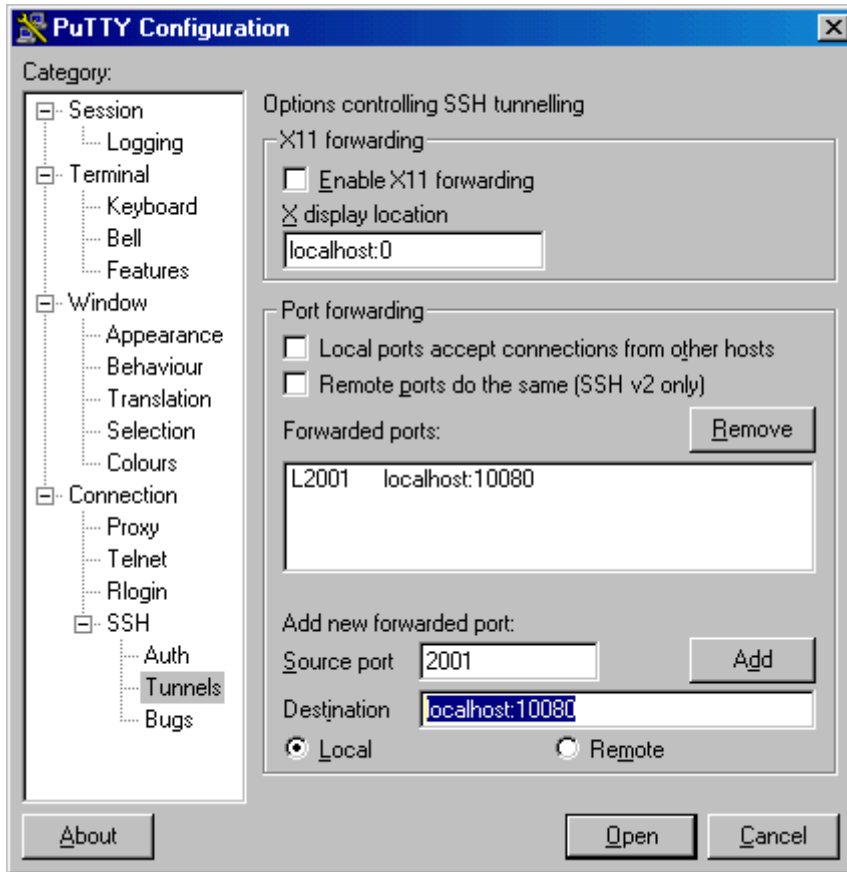 PuTTY Configuration
Category:
Session
Logging
Terminal
Keyboard
Bell
Features
Window
Appearance
Behaviour
Translation
Selection
Colours
Connection
Proxy
Telnet
Rlogin
SSH
Auth
Tunnels
Bugs
Options controlling SSH tunnelling
X11 forwarding
Enable X11 forwarding
X display location
localhost:0
Port forwarding
Local ports accept connections from other hosts
Remote ports do the same (SSH v2 only)
Forwarded ports:
Remove
L2001 localhost:10080
Add new forwarded port:
Source port 2001 Add
Destination localhost:10080
Local Remote
About Open Cancel